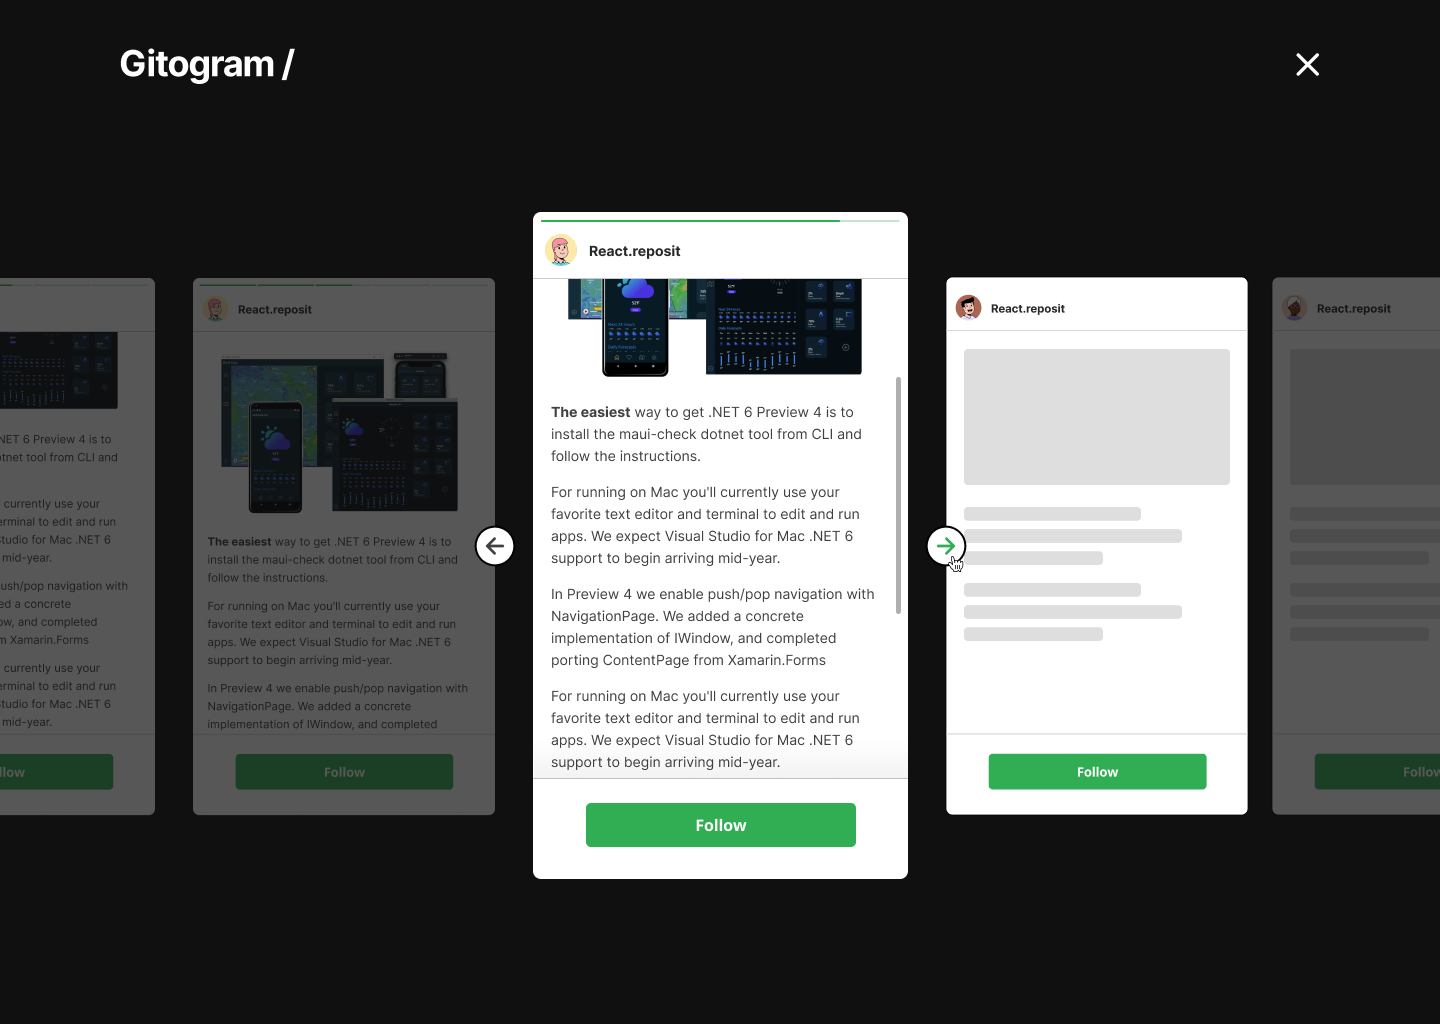 Gitogram /
NET 6 Preview 4 is to
tnet tool from CLI and
currently use your
erminal to edit and run
tudio for Mac .NET 6
mid-year.
ush/pop navigation with
ed a concrete
ow, and completed
m Xamarin.Forms
currently use your
erminal to edit and run
tudio for Mac .NET 6
mid-year.
llow
React.reposit
The easiest way to get .NET 6 Preview 4 is to
install the maui-check dotnet tool from CLI and
follow the instructions.
For running on Mac you'll currently use your
favorite text editor and terminal to edit and run
apps. We expect Visual Studio for Mac .NET 6
support to begin arriving mid-year.
In Preview 4 we enable push/pop navigation with
NavigationPage. We added a concrete
implementation of IWindow, and completed
Follow
React.reposit
The easiest way to get .NET 6 Preview 4 is to
install the maui-check dotnet tool from CLI and
follow the instructions.
For running on Mac you'll currently use your
favorite text editor and terminal to edit and run
apps. We expect Visual Studio for Mac .NET 6
support to begin arriving mid-year.
In Preview 4 we enable push/pop navigation with
NavigationPage. We added a concrete
implementation of IWindow, and completed
porting ContentPage from Xamarin.Forms
For running on Mac you'll currently use your
favorite text editor and terminal to edit and run
apps. We expect Visual Studio for Mac .NET 6
support to begin arriving mid-year.
Follow
React.reposit
Follow
React.reposit
Follow